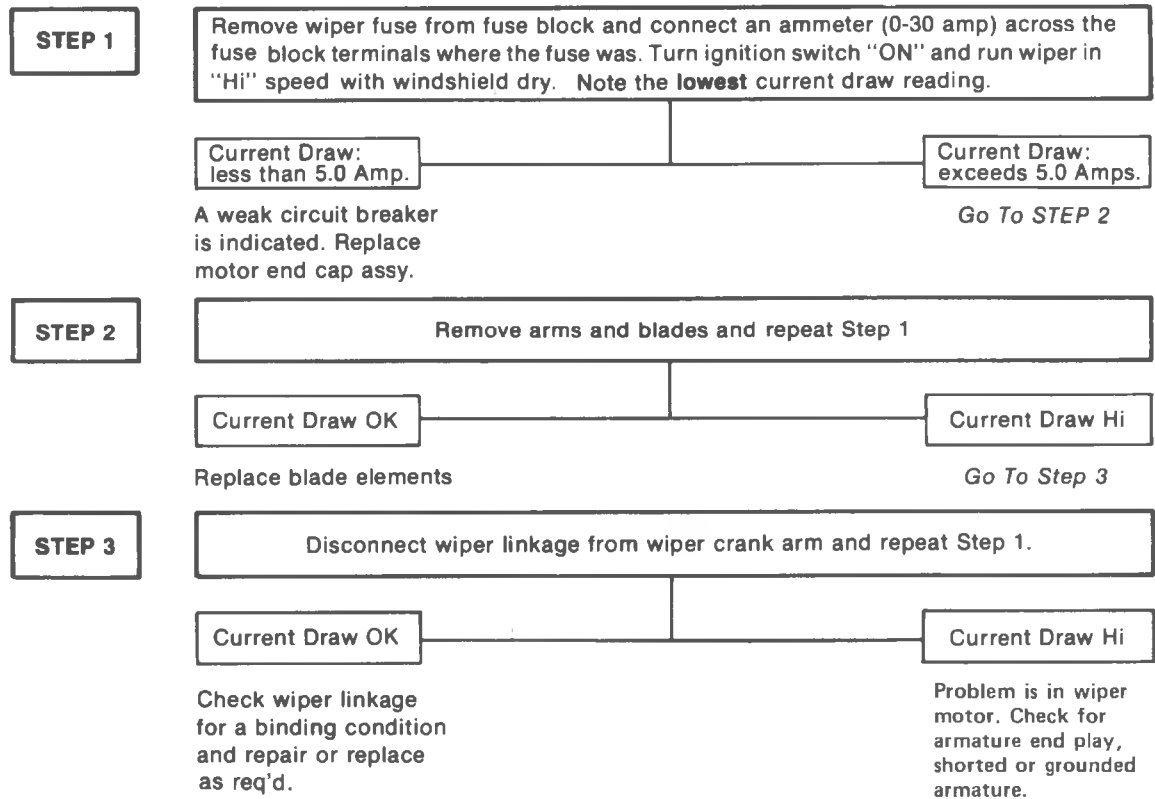 STEP 1
Remove wiper fuse from fuse block and connect an ammeter (0-30 amp) across the
fuse block terminals where the fuse was. Turn ignition switch "ON" and run wiper in
"Hi" speed with windshield dry. Note the lowest current draw reading.
Current Draw:
less than 5.0 Amp.
Current Draw:
exceeds 5.0 Amps.
A weak circuit breaker
is indicated. Replace
motor end cap assy.
Go To STEP 2
STEP 2
Remove arms and blades and repeat Step 1
Current Draw OK
Current Draw Hi
Replace blade elements
Go To Step 3
STEP 3
Disconnect wiper linkage from wiper crank arm and repeat Step 1.
Current Draw OK
Current Draw Hi
Check wiper linkage
for a binding condition
and repair or replace
as req'd.
Problem is in wiper
motor. Check for
armature end play,
shorted or grounded
armature.